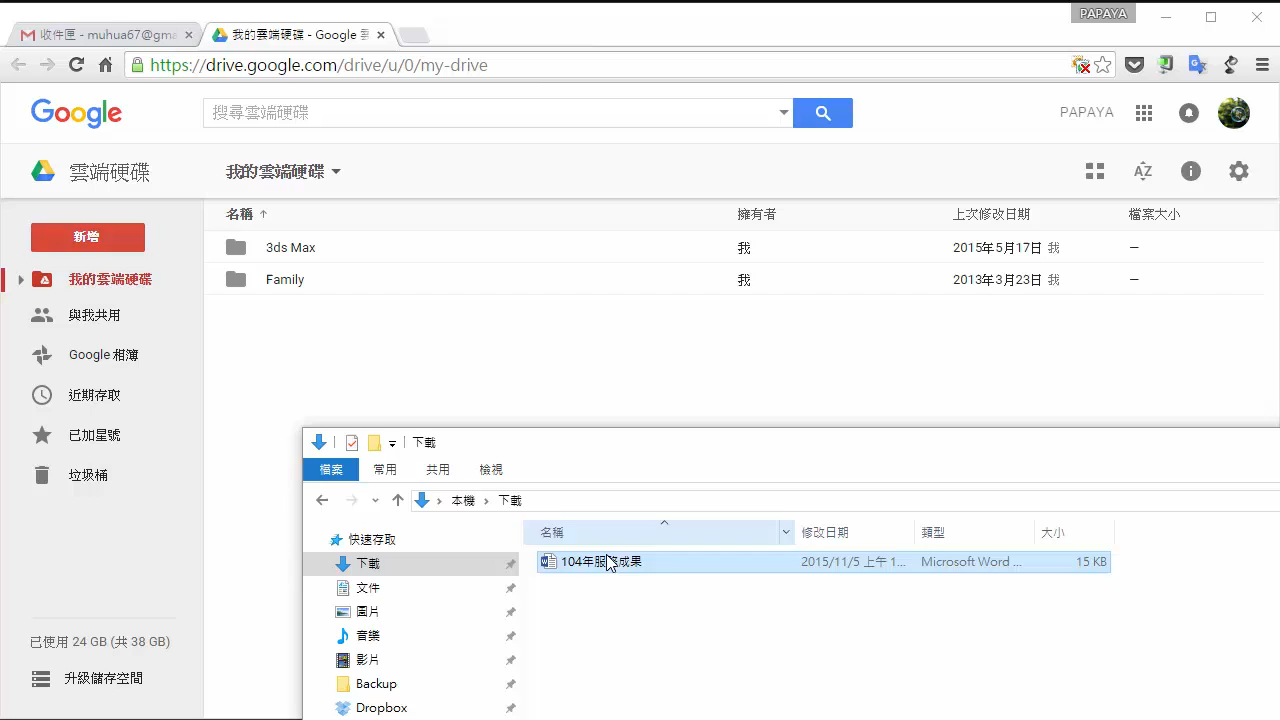 PAPAYA
收件匣 - muhua67@gma
我的雲端硬碟 - Google 雲
https://drive.google.com/drive/u/0/my-drive
Google
搜尋雲端硬碟
PAPAYA
雲端硬碟
我的雲端硬碟
AZ
名稱 擁有者 上次修改日期 檔案大小
新增
3ds Max 我 2015年5月17日 我 –
Family 我 2013年3月23日 我 –
我的雲端硬碟
與我共用
Google 相簿
近期存取
已加星號
垃圾桶
已使用 24 GB (共 38 GB)
升級儲存空間
下載
檔案 常用 共用 檢視
本機 下載
名稱 修改日期 類型 大小
快速存取
下載
文件
圖片
音樂
影片
Backup
Dropbox
104年服務成果 2015/11/5 上午 1... Microsoft Word ... 15 KB